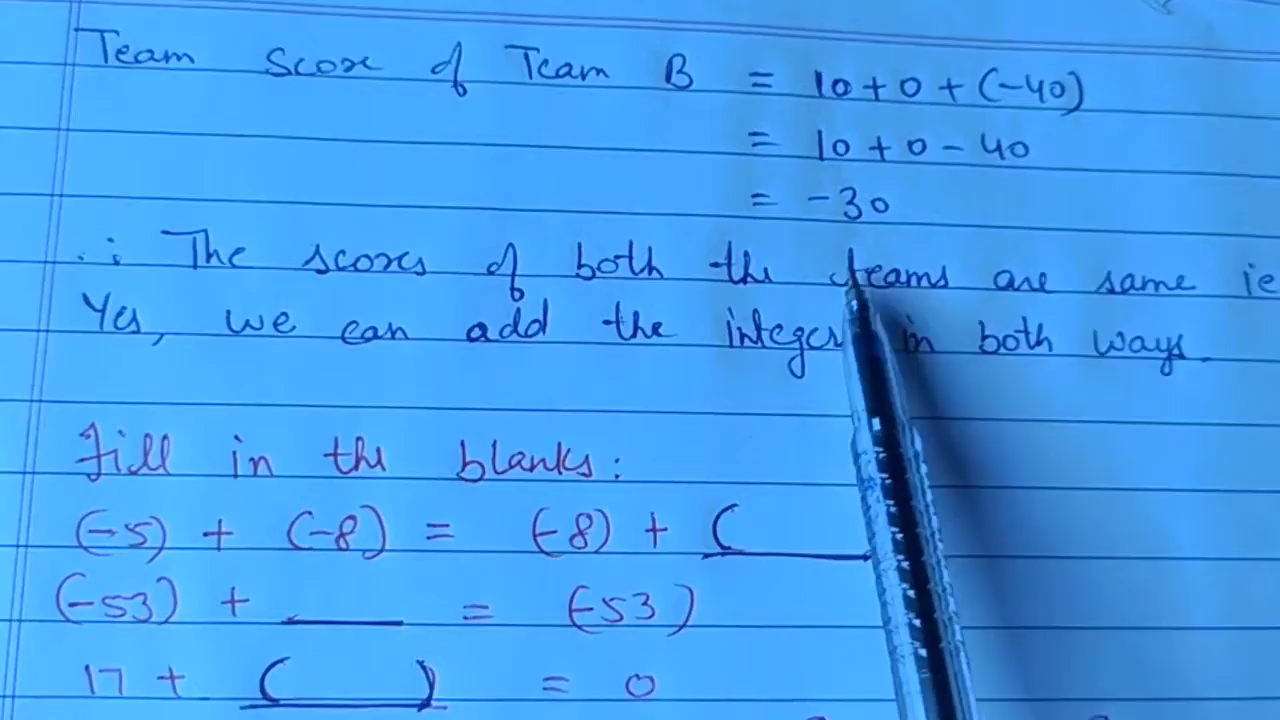 Team Score of Team B = 10 + 0 + (-40)
= 10 + 0 - 40
= -30
∴ The scores of both the teams are same ie
Yes, we can add the integer in both ways.
Fill in the blanks:
(-5) + (-8) = (-8) + (
(-53) + ____ = (-53)
17 + (      ) = 0